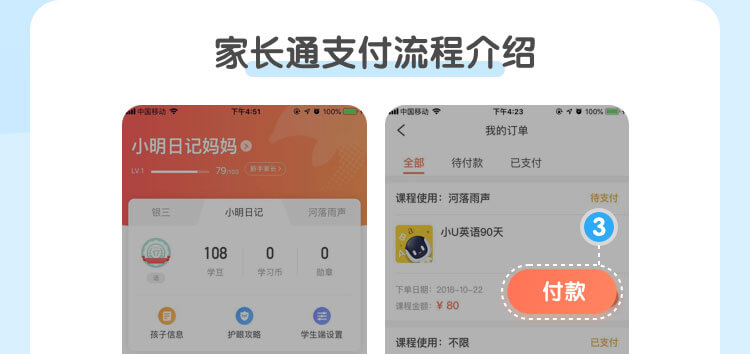 家长通支付流程介绍
中国移动 下午4:51 100%
小明日记妈妈
LV1 79/100 新手家长
银三 小明日记 河落雨声
108 0 0
学豆 学习币 勋章
孩子信息 护眼攻略 学生端设置
中国移动 下午4:23 100%
我的订单
全部 待付款 已支付
课程使用：河落雨声 待支付
小U英语90天
3
下单日期：2018-10-22
课程金额：¥ 80
付款
课程使用：不限 已支付